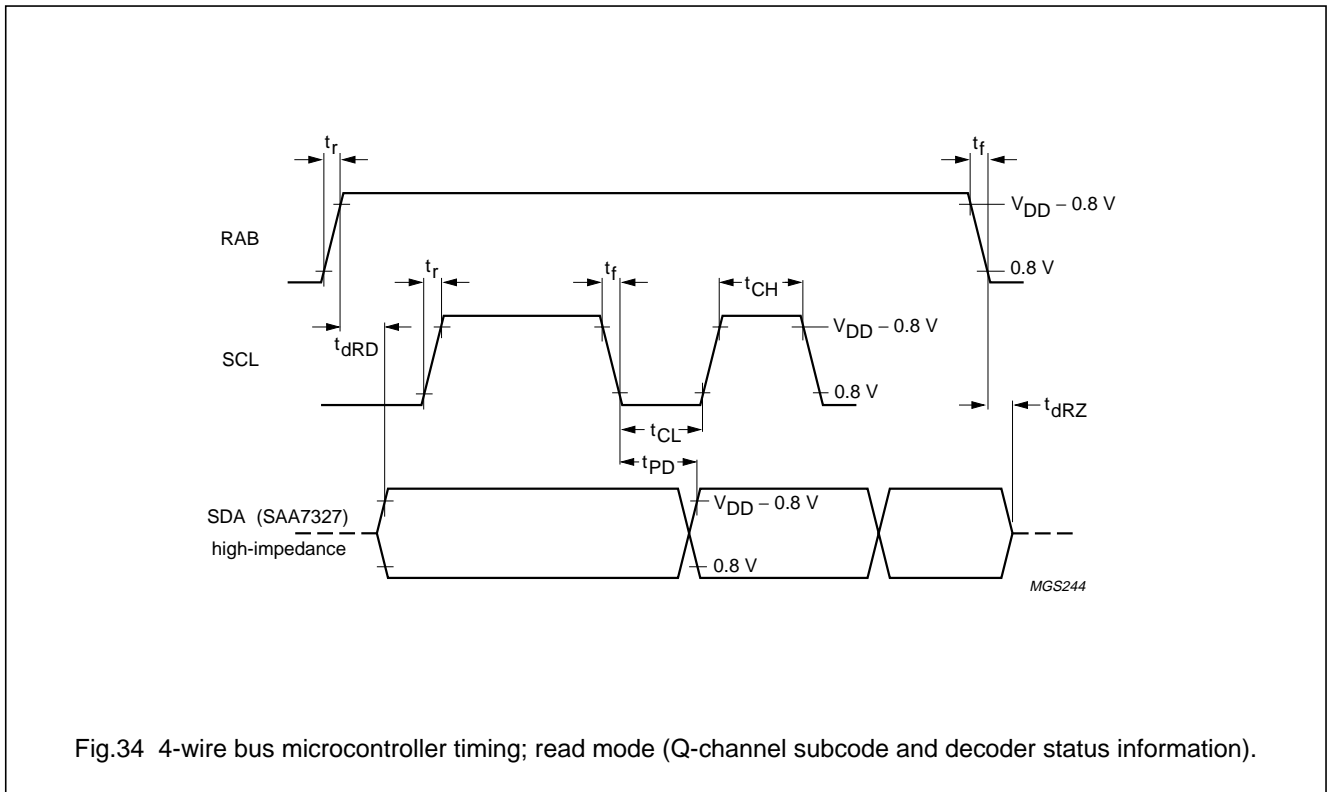 tr
tf
VDD – 0.8 V
RAB
0.8 V
tr
tf
tCH
VDD – 0.8 V
tdRD
SCL
0.8 V
tdRZ
tCL
tPD
VDD – 0.8 V
SDA (SAA7327)
high-impedance
0.8 V
MGS244
Fig.34 4-wire bus microcontroller timing; read mode (Q-channel subcode and decoder status information).